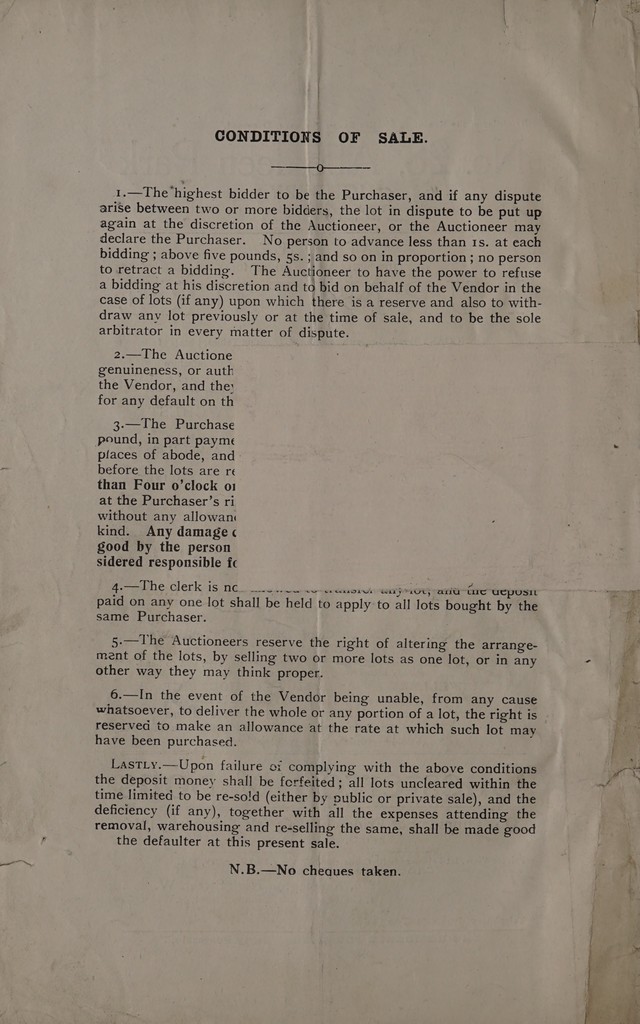 CONDITIONS OF SALE.
1.—The highest bidder to be the Purchaser, and if any dispute
arise between two or more bidders, the lot in dispute to be put up
again at the discretion of the Auctioneer, or the Auctioneer may
declare the Purchaser. No person to advance less than 1s. at each
bidding ; above five pounds, 5s. ; and so on in proportion ; no person
to retract a bidding. The Auctioneer to have the power to refuse
a bidding at his discretion and to bid on behalf of the Vendor in the
case of lots (if any) upon which there is a reserve and also to with-
draw any lot previously or at the time of sale, and to be the sole
arbitrator in every matter of dispute.
2.—The Auctione
genuineness, or auth
the Vendor, and the
for any default on th
3.—The Purchase
pound, in part payme
places of abode, and
before the lots are re
than Four o'clock or
at the Purchaser's ri
without any allowan
kind. Any damage
good by the person
sidered responsible fo
4.—The clerk is to transfer any lot, and the deposit
paid on any one lot shall be held to apply to all lots bought by the
same Purchaser.
5.—The Auctioneers reserve the right of altering the arrange-
ment of the lots, by selling two or more lots as one lot, or in any
other way they may think proper.
6.—In the event of the Vendor being unable, from any cause
whatsoever, to deliver the whole or any portion of a lot, the right is
reserved to make an allowance at the rate at which such lot may
have been purchased.
LASTLY.—Upon failure of complying with the above conditions
the deposit money shall be forfeited ; all lots uncleared within the
time limited to be re-sold (either by public or private sale), and the
deficiency (if any), together with all the expenses attending the
removal, warehousing and re-selling the same, shall be made good
the defaulter at this present sale.
N.B.—No cheques taken.